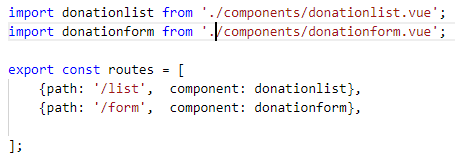 import donationlist from './components/donationlist.vue';
import donationform from './components/donationform.vue';
export const routes = [
{path: '/list', component: donationlist},
{path: '/form', component: donationform},
];